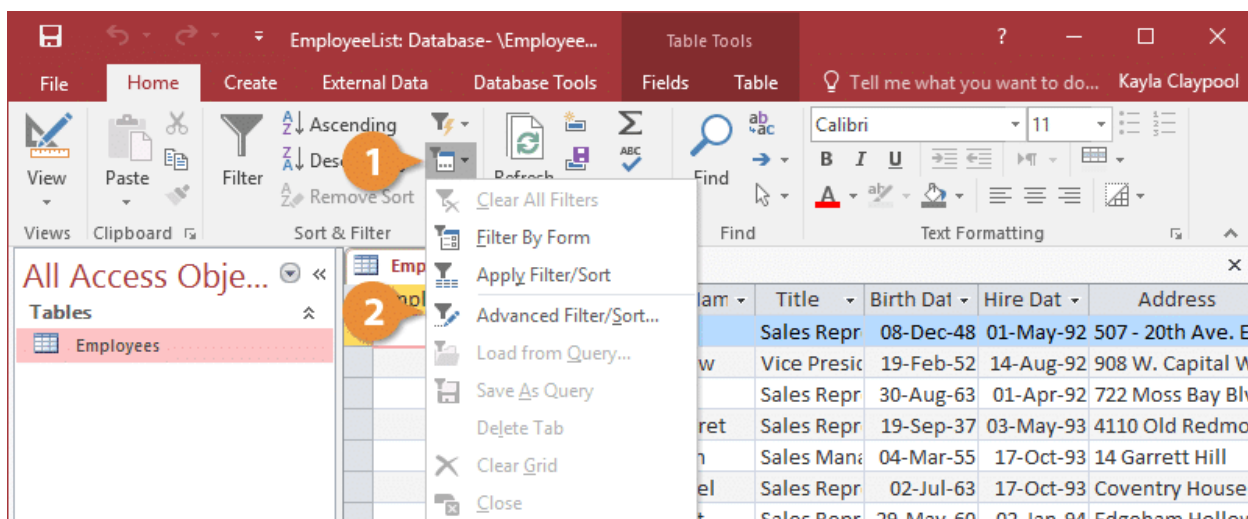 EmployeeList: Database- \Employee...
Table Tools
?
File Home Create External Data Database Tools Fields Table Tell me what you want to do... Kayla Claypool
View
Paste
Filter
Ascending
Remove Sort
Find
Calibri
11
B I U
Views Clipboard Sort & Filter Find Text Formatting
1
Clear All Filters
Filter By Form
Apply Filter/Sort
2
Advanced Filter/Sort...
Load from Query...
Save As Query
Delete Tab
Clear Grid
Close
All Access Obje...
Tables
Employees
Title Birth Dat Hire Dat Address
Sales Repr 08-Dec-48 01-May-92 507 - 20th Ave. E
Vice Presid 19-Feb-52 14-Aug-92 908 W. Capital W
Sales Repr 30-Aug-63 01-Apr-92 722 Moss Bay Blv
Sales Repr 19-Sep-37 03-May-93 4110 Old Redmo
Sales Mana 04-Mar-55 17-Oct-93 14 Garrett Hill
Sales Repr 02-Jul-63 17-Oct-93 Coventry House